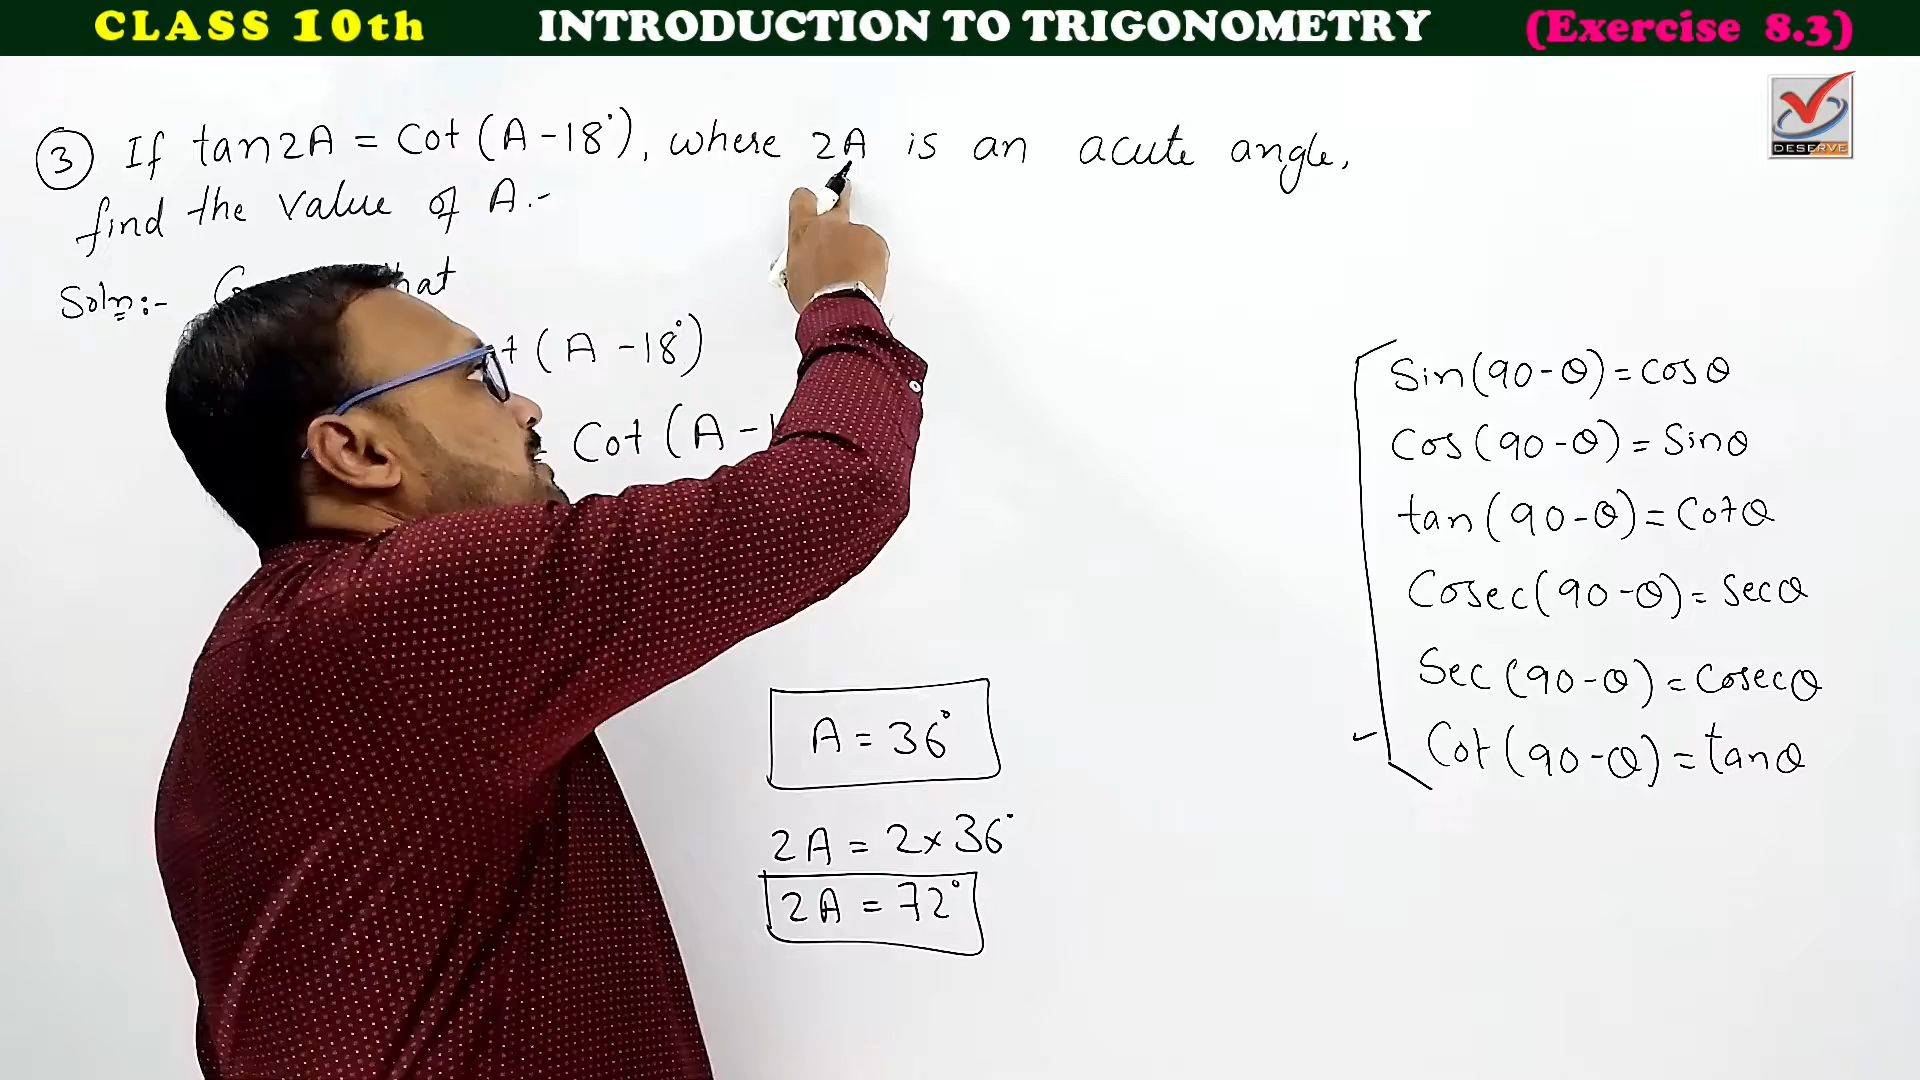 CLASS 10th INTRODUCTION TO TRIGONOMETRY (Exercise 8.3)
DESERVE
3 If tan2A = Cot (A-18°), where 2A is an acute angle,
find the value of A.-
Soln:-
(A-18°)
= Cot (A-
A = 36°
2A = 2×36°
2A = 72°
Sin(90-θ)=cosθ
Cos(90-θ)=Sinθ
tan(90-θ)=Cotθ
Cosec(90-θ)=Secθ
Sec(90-θ)=Cosecθ
Cot(90-θ)=tanθ